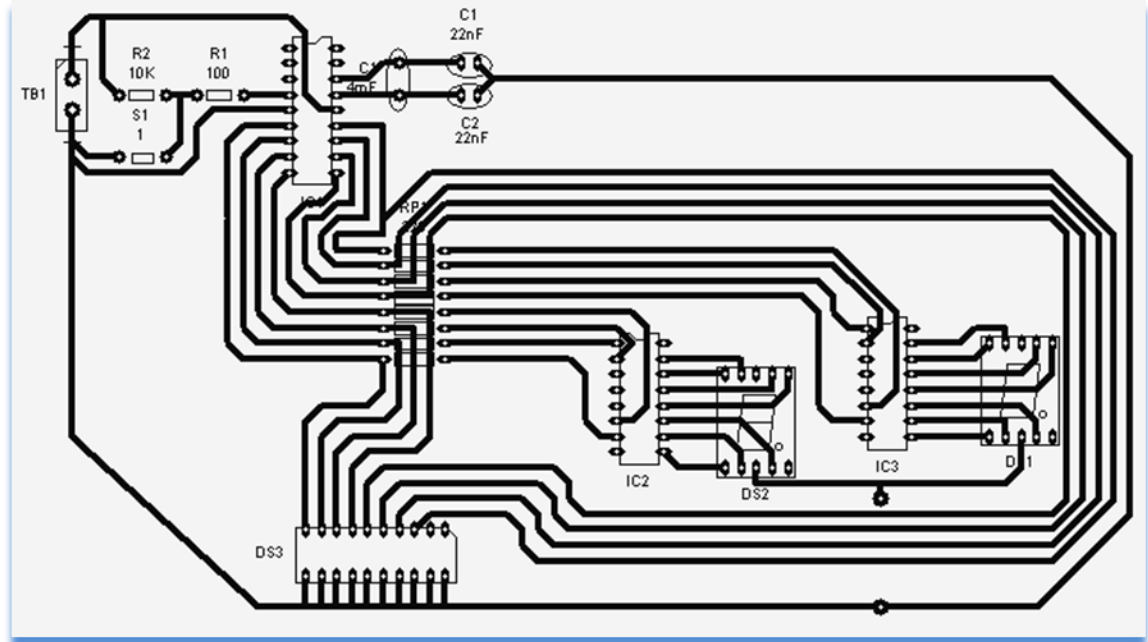 C1
22nF
R2
10K
R1
100
TB1
S1
1
4mF
C2
22nF
IC2
DS2
IC3
DS3